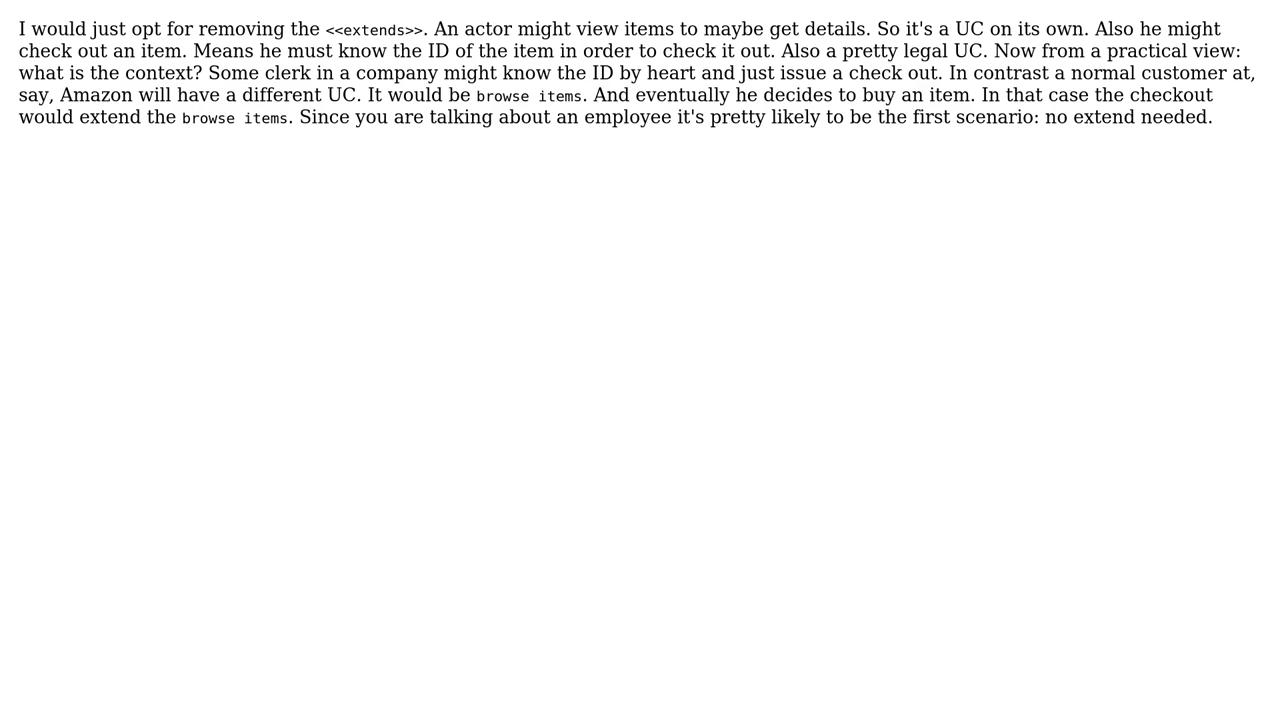 I would just opt for removing the <<extends>>. An actor might view items to maybe get details. So it's a UC on its own. Also he might
check out an item. Means he must know the ID of the item in order to check it out. Also a pretty legal UC. Now from a practical view:
what is the context? Some clerk in a company might know the ID by heart and just issue a check out. In contrast a normal customer at,
say, Amazon will have a different UC. It would be browse items. And eventually he decides to buy an item. In that case the checkout
would extend the browse items. Since you are talking about an employee it's pretty likely to be the first scenario: no extend needed.